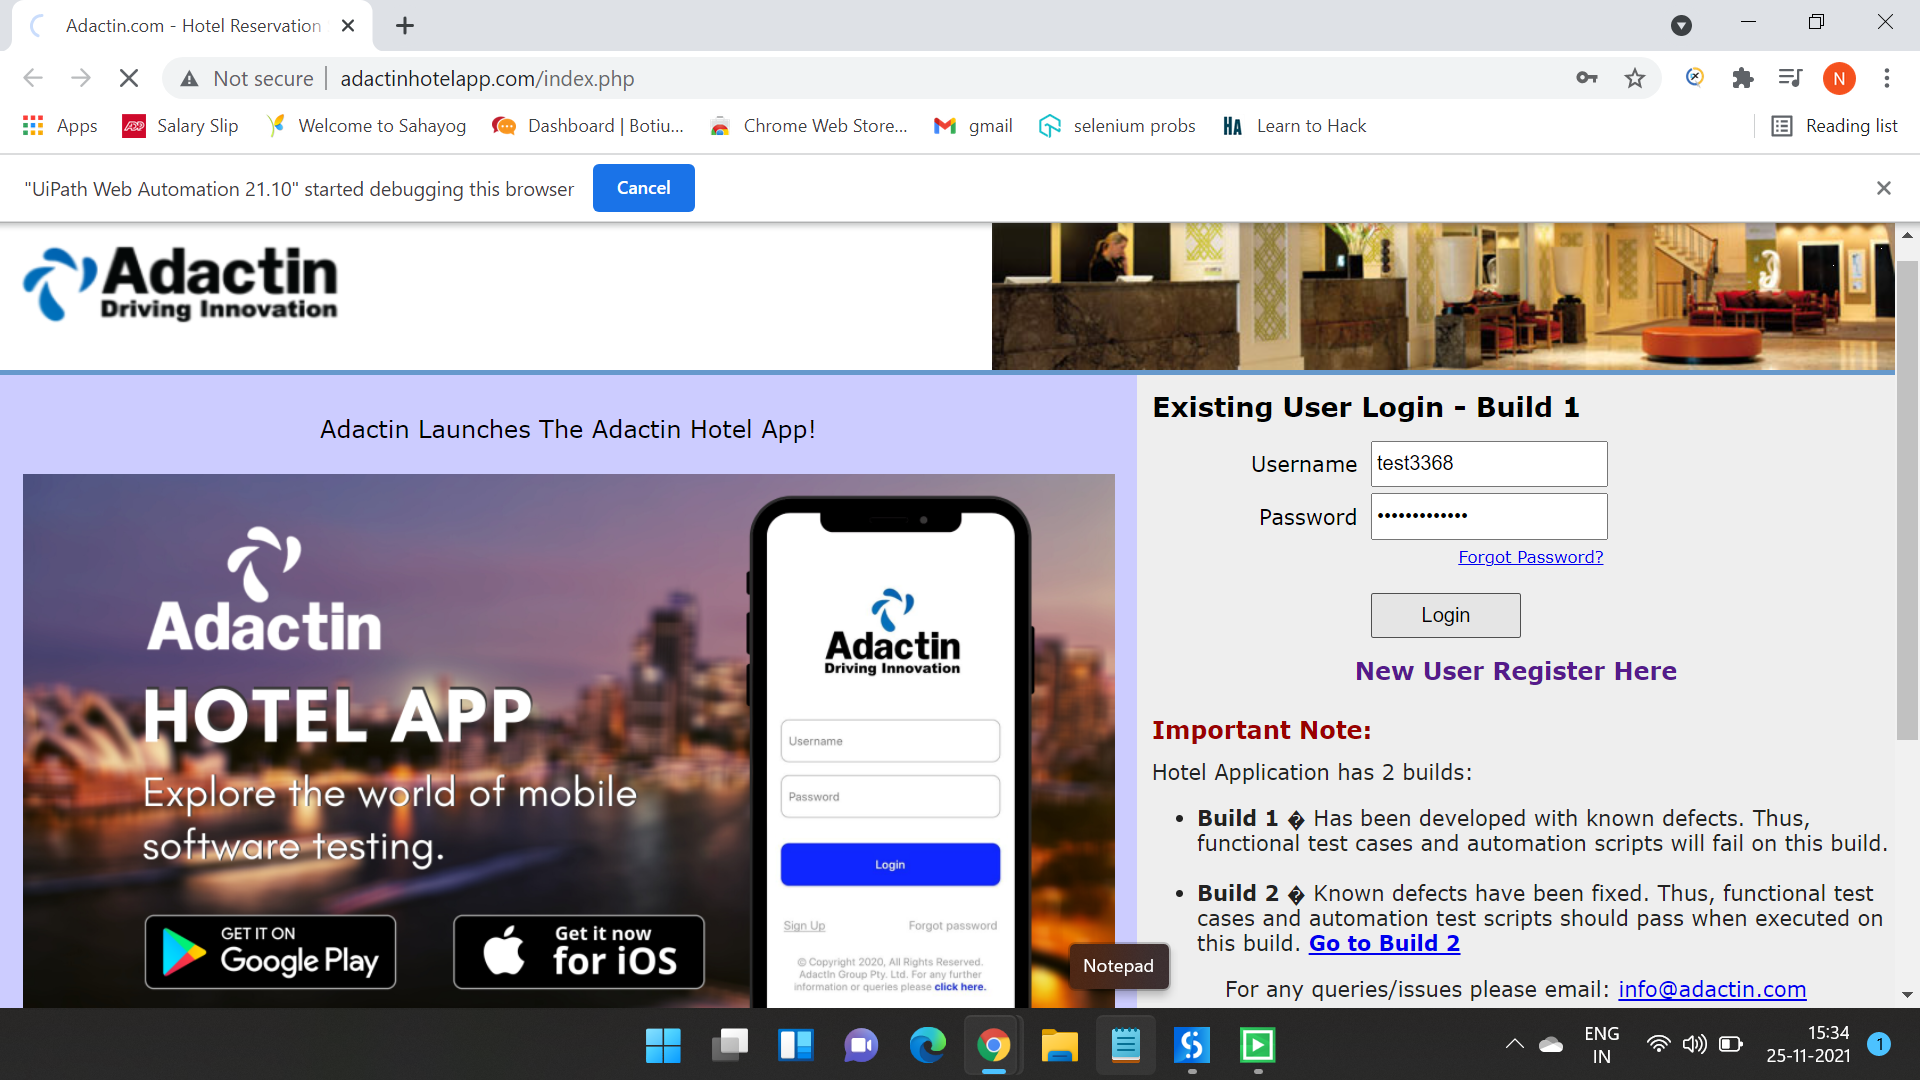 Adactin.com - Hotel Reservation
Not secure | adactinhotelapp.com/index.php
N
Apps
ADP
Salary Slip
Welcome to Sahayog
Dashboard | Botiu...
Chrome Web Store...
gmail
selenium probs
HA
Learn to Hack
Reading list
"UiPath Web Automation 21.10" started debugging this browser
Cancel
Adactin
Driving Innovation
Adactin Launches The Adactin Hotel App!
Adactin
HOTEL APP
Explore the world of mobile
software testing.
GET IT ON
Google Play
Get it now
for iOS
Adactin
Driving Innovation
Username
Password
Login
Sign Up
Forgot password
© Copyright 2020, All Rights Reserved.
AdactIn Group Pty. Ltd. For any further
information or queries please click here.
Existing User Login - Build 1
Username
test3368
Password
•••••••••••••
Forgot Password?
Login
New User Register Here
Important Note:
Hotel Application has 2 builds:
• Build 1 � Has been developed with known defects. Thus,
functional test cases and automation scripts will fail on this build.
• Build 2 � Known defects have been fixed. Thus, functional test
cases and automation test scripts should pass when executed on
this build. Go to Build 2
For any queries/issues please email: info@adactin.com
Notepad
ENG
IN
15:34
25-11-2021
1